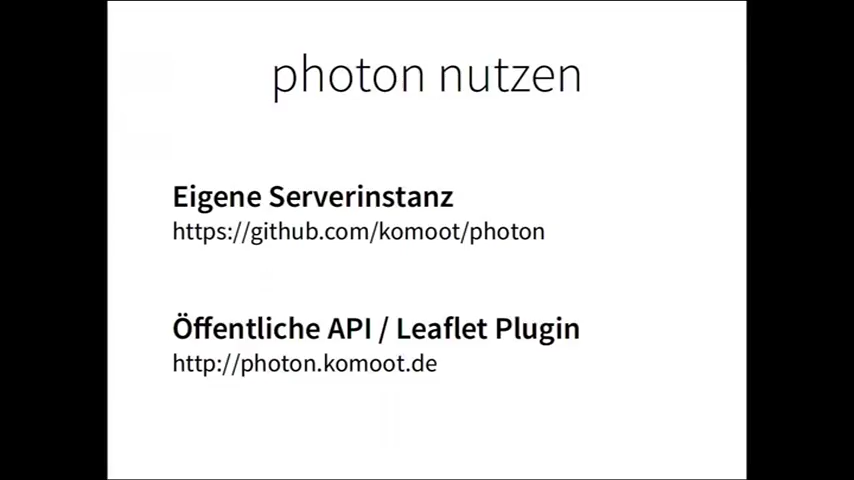 photon nutzen
Eigene Serverinstanz
https://github.com/komoot/photon
Öffentliche API / Leaflet Plugin
http://photon.komoot.de